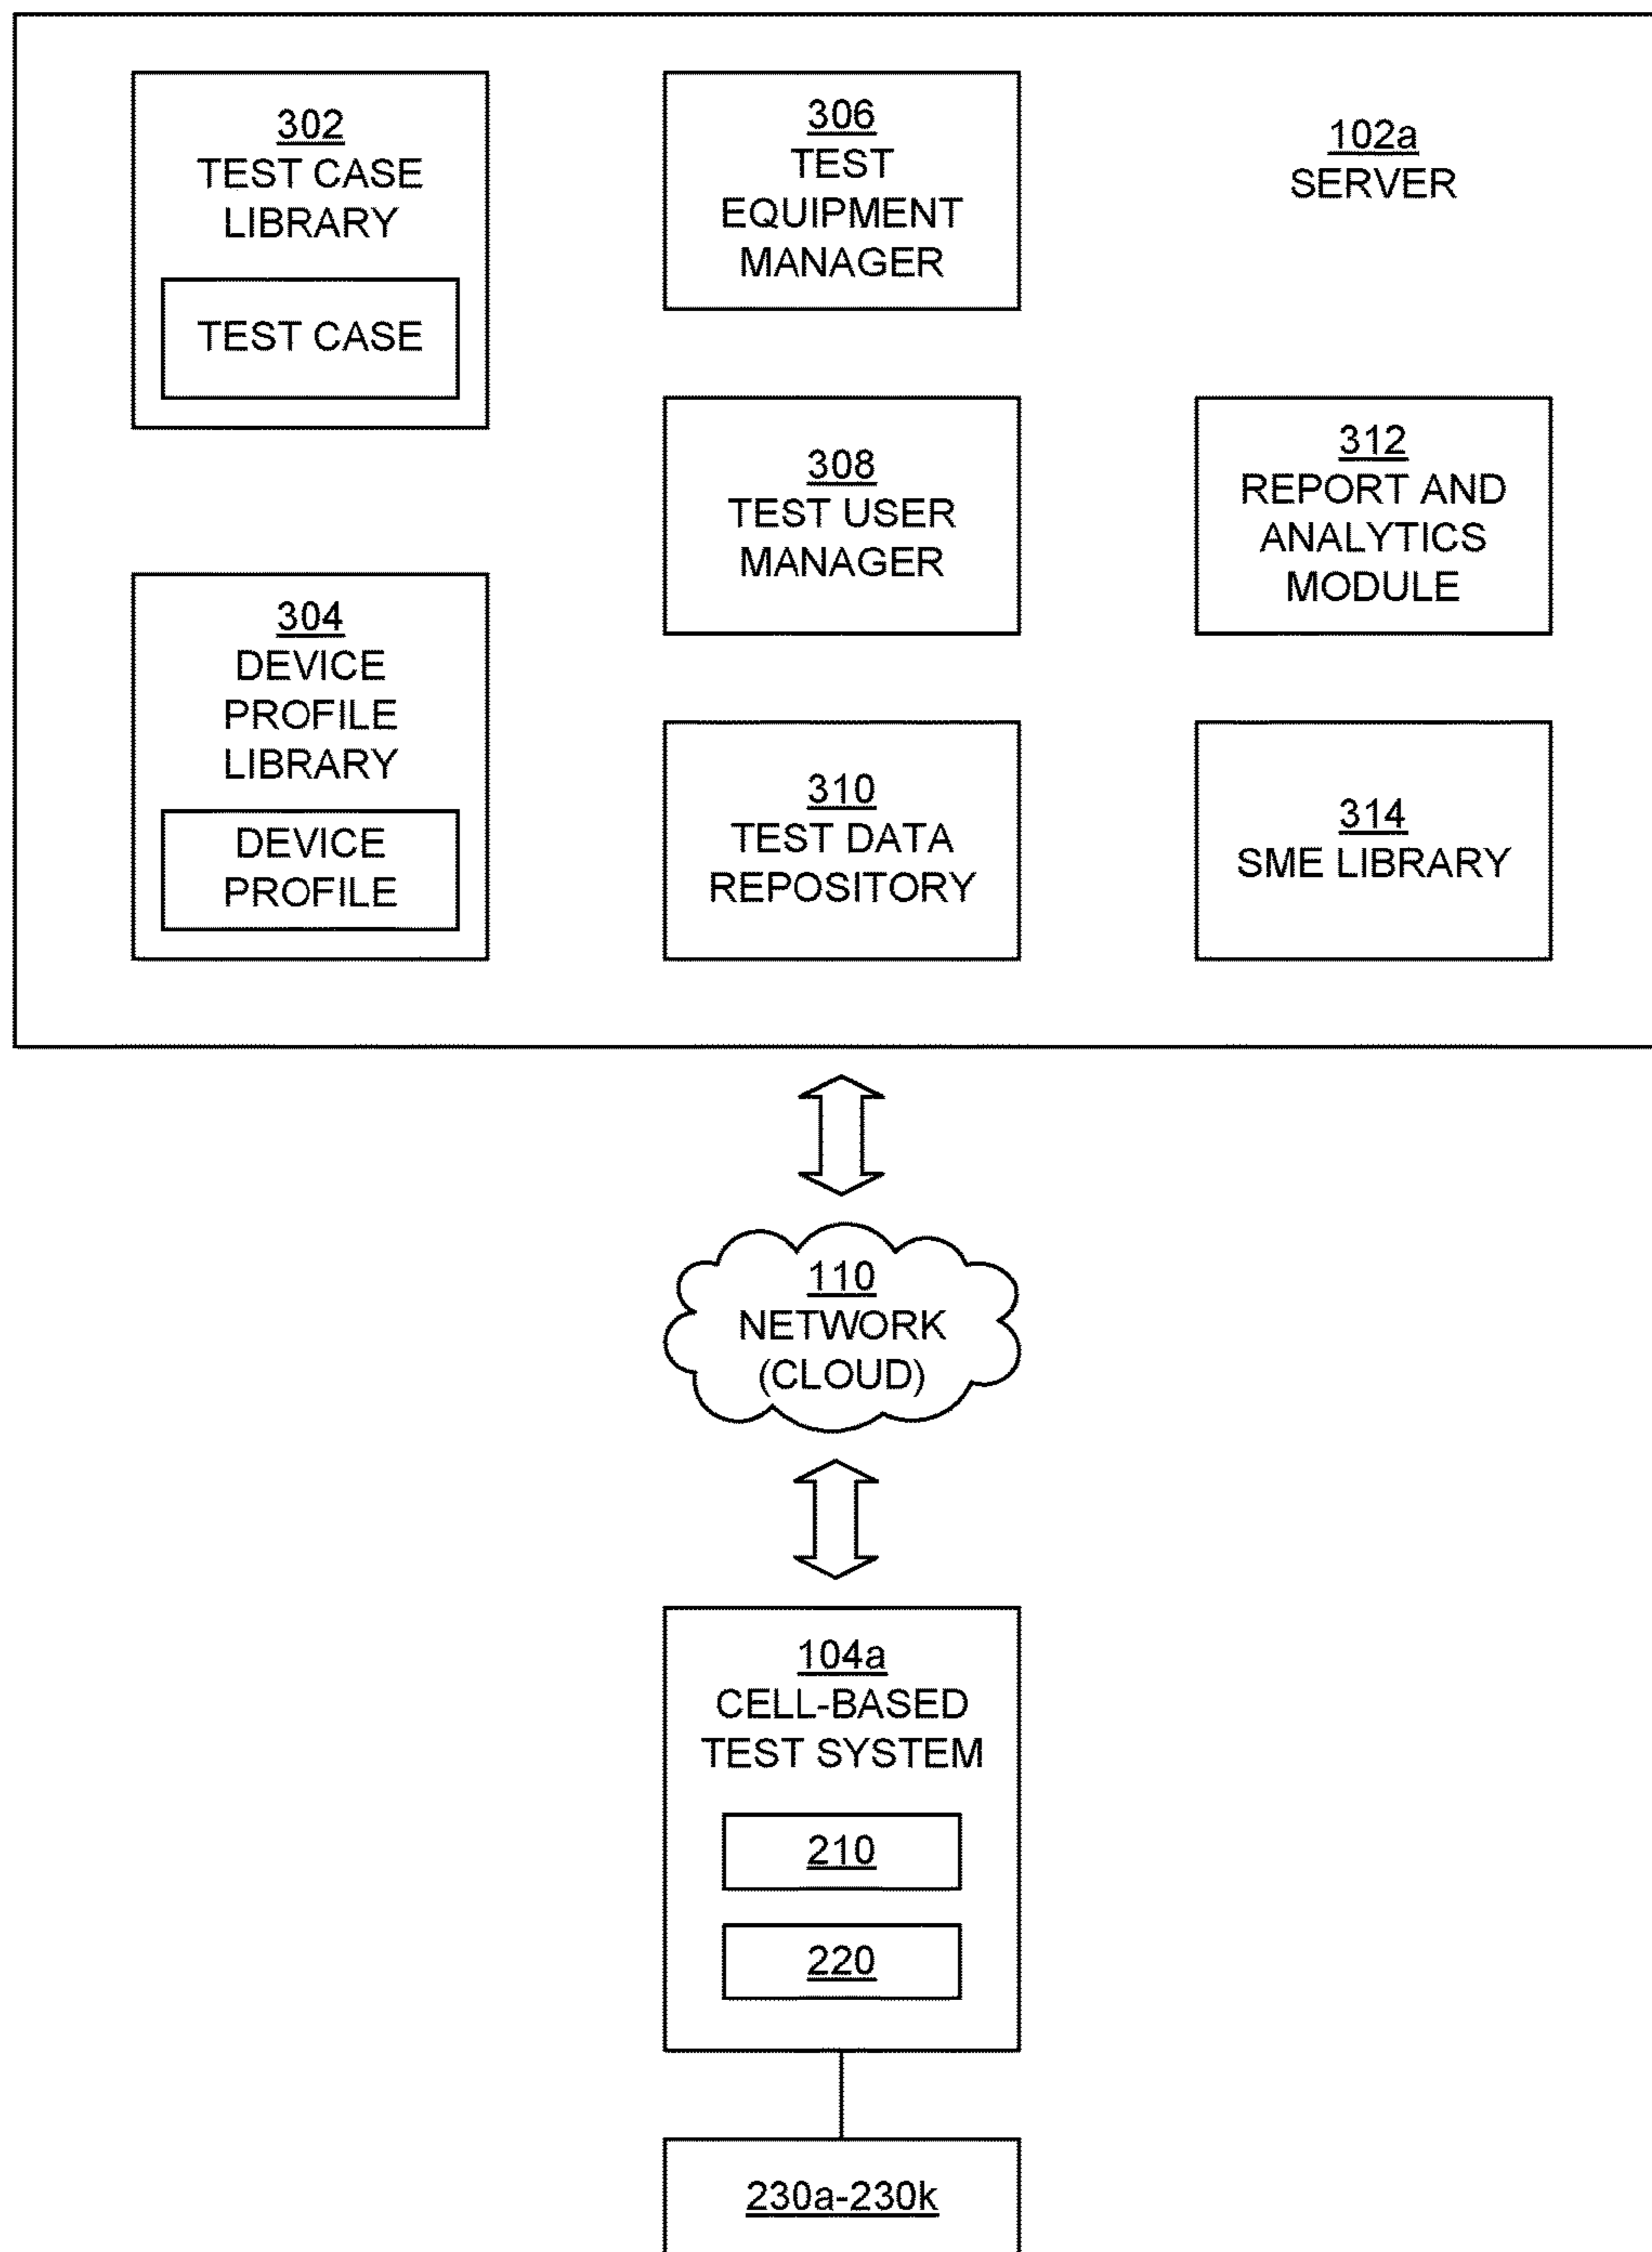 302
TEST CASE
LIBRARY
TEST CASE
304
DEVICE
PROFILE
LIBRARY
DEVICE
PROFILE
306
TEST
EQUIPMENT
MANAGER
308
TEST USER
MANAGER
310
TEST DATA
REPOSITORY
102a
SERVER
312
REPORT AND
ANALYTICS
MODULE
314
SME LIBRARY
110
NETWORK
(CLOUD)
104a
CELL-BASED
TEST SYSTEM
210
220
230a-230k